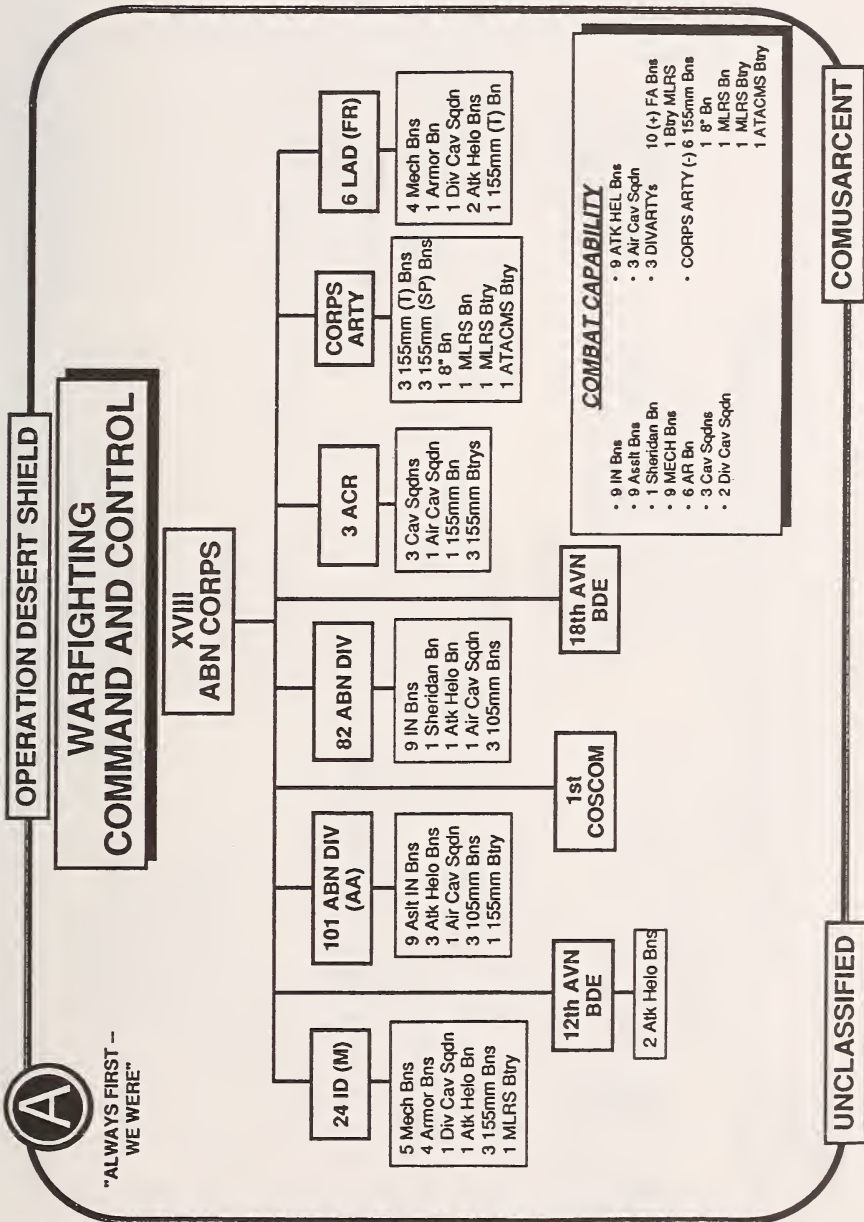 OPERATION DESERT SHIELD
A
"ALWAYS FIRST --
WE WERE"
WARFIGHTING
COMMAND AND CONTROL
XVIII
ABN CORPS
24 ID (M)
5 Mech Bns
4 Armor Bns
1 Div Cav Sqdn
1 Atk Helo Bn
3 155mm Bns
1 MLRS Btry
101 ABN DIV
(AA)
9 Aslt IN Bns
3 Atk Helo Bns
1 Air Cav Sqdn
3 105mm Bns
1 155mm Btry
82 ABN DIV
9 IN Bns
1 Sheridan Bn
1 Atk Helo Bn
1 Air Cav Sqdn
3 105mm Bns
3 ACR
3 Cav Sqdns
1 Air Cav Sqdn
1 155mm Bn
3 155mm Btrys
CORPS
ARTY
3 155mm (T) Bns
3 155mm (SP) Bns
1 8" Bn
1 MLRS Bn
1 MLRS Btry
1 ATACMS Btry
6 LAD (FR)
4 Mech Bns
1 Armor Bn
1 Div Cav Sqdn
2 Atk Helo Bns
1 155mm (T) Bn
12th AVN
BDE
2 Atk Helo Bns
1st
COSCOM
18th AVN
BDE
COMBAT CAPABILITY
• 9 IN Bns
• 9 Asslt Bns
• 1 Sheridan Bn
• 9 MECH Bns
• 6 AR Bn
• 3 Cav Sqdns
• 2 Div Cav Sqdn
• 9 ATK HEL Bns
• 3 Air Cav Sqdn
• 3 DIVARTYs 10 (+) FA Bns
1 Btry MLRS
• CORPS ARTY (-) 6 155mm Bns
1 8" Bn
1 MLRS Bn
1 MLRS Btry
1 ATACMS Btry
UNCLASSIFIED
COMUSARCENT